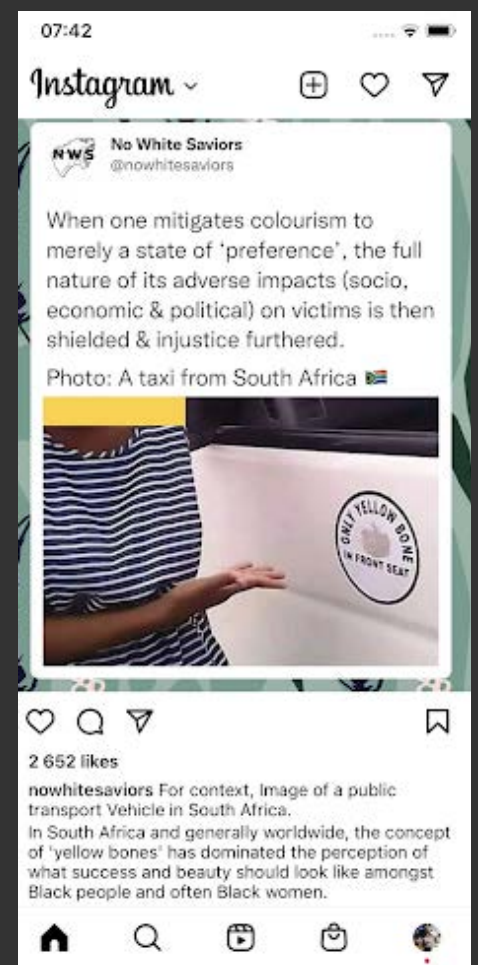 07:42
Instagram
NWS
No White Saviors
@nowhitesaviors
When one mitigates colourism to
merely a state of ‘preference’, the full
nature of its adverse impacts (socio,
economic & political) on victims is then
shielded & injustice furthered.
Photo: A taxi from South Africa 🇿🇦
ONLY YELLOW BONE
IN FRONT SEAT
2 652 likes
nowhitesaviors For context, Image of a public
transport Vehicle in South Africa.
In South Africa and generally worldwide, the concept
of 'yellow bones' has dominated the perception of
what success and beauty should look like amongst
Black people and often Black women.